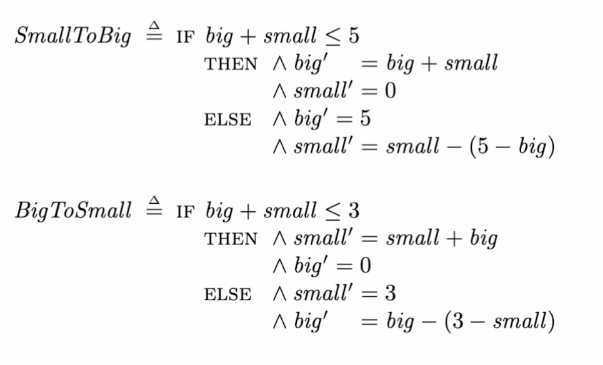 SmallToBig ≜ IF big + small ≤ 5
THEN ∧ big′ = big + small
∧ small′ = 0
ELSE ∧ big′ = 5
∧ small′ = small − (5 − big)
BigToSmall ≜ IF big + small ≤ 3
THEN ∧ small′ = small + big
∧ big′ = 0
ELSE ∧ small′ = 3
∧ big′ = big − (3 − small)